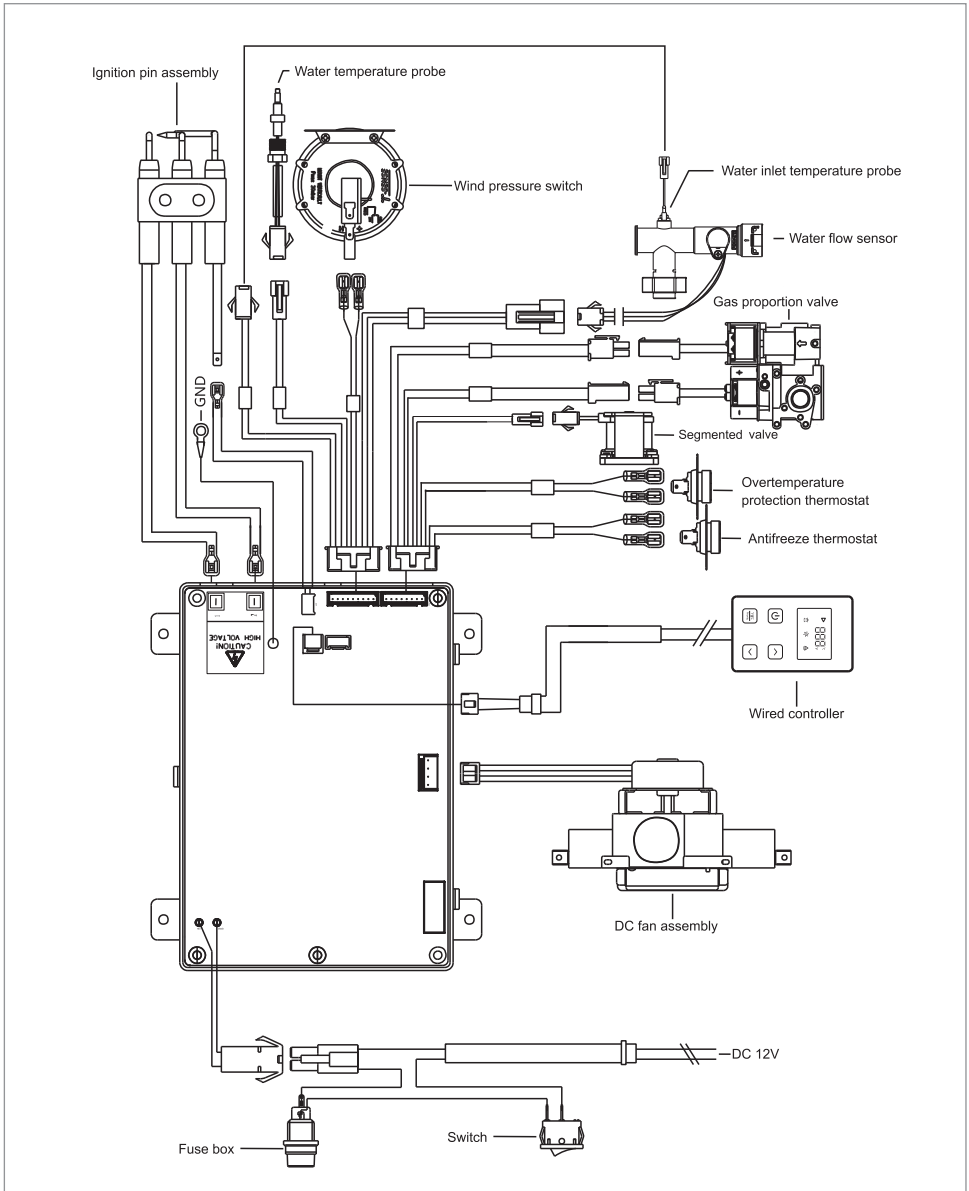 Ignition pin assembly
Water temperature probe
Wind pressure switch
Water inlet temperature probe
Water flow sensor
Gas proportion valve
GND
Segmented valve
Overtemperature
protection thermostat
Antifreeze thermostat
CAUTION!
HIGH VOLTAGE
Wired controller
DC fan assembly
DC 12V
Fuse box
Switch